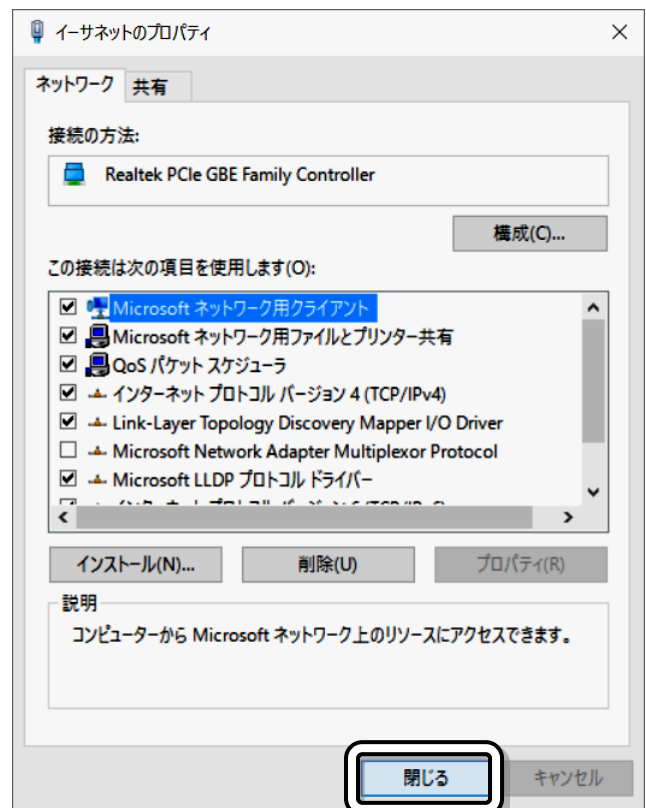 イーサネットのプロパティ
ネットワーク 共有
接続の方法:
Realtek PCIe GBE Family Controller
構成(C)...
この接続は次の項目を使用します(O):
Microsoft ネットワーク用クライアント
Microsoft ネットワーク用ファイルとプリンター共有
QoS パケット スケジューラ
インターネット プロトコル バージョン 4 (TCP/IPv4)
Link-Layer Topology Discovery Mapper I/O Driver
Microsoft Network Adapter Multiplexor Protocol
Microsoft LLDP プロトコル ドライバー
インストール(N)... 削除(U) プロパティ(R)
説明
コンピューターから Microsoft ネットワーク上のリソースにアクセスできます。
閉じる キャンセル